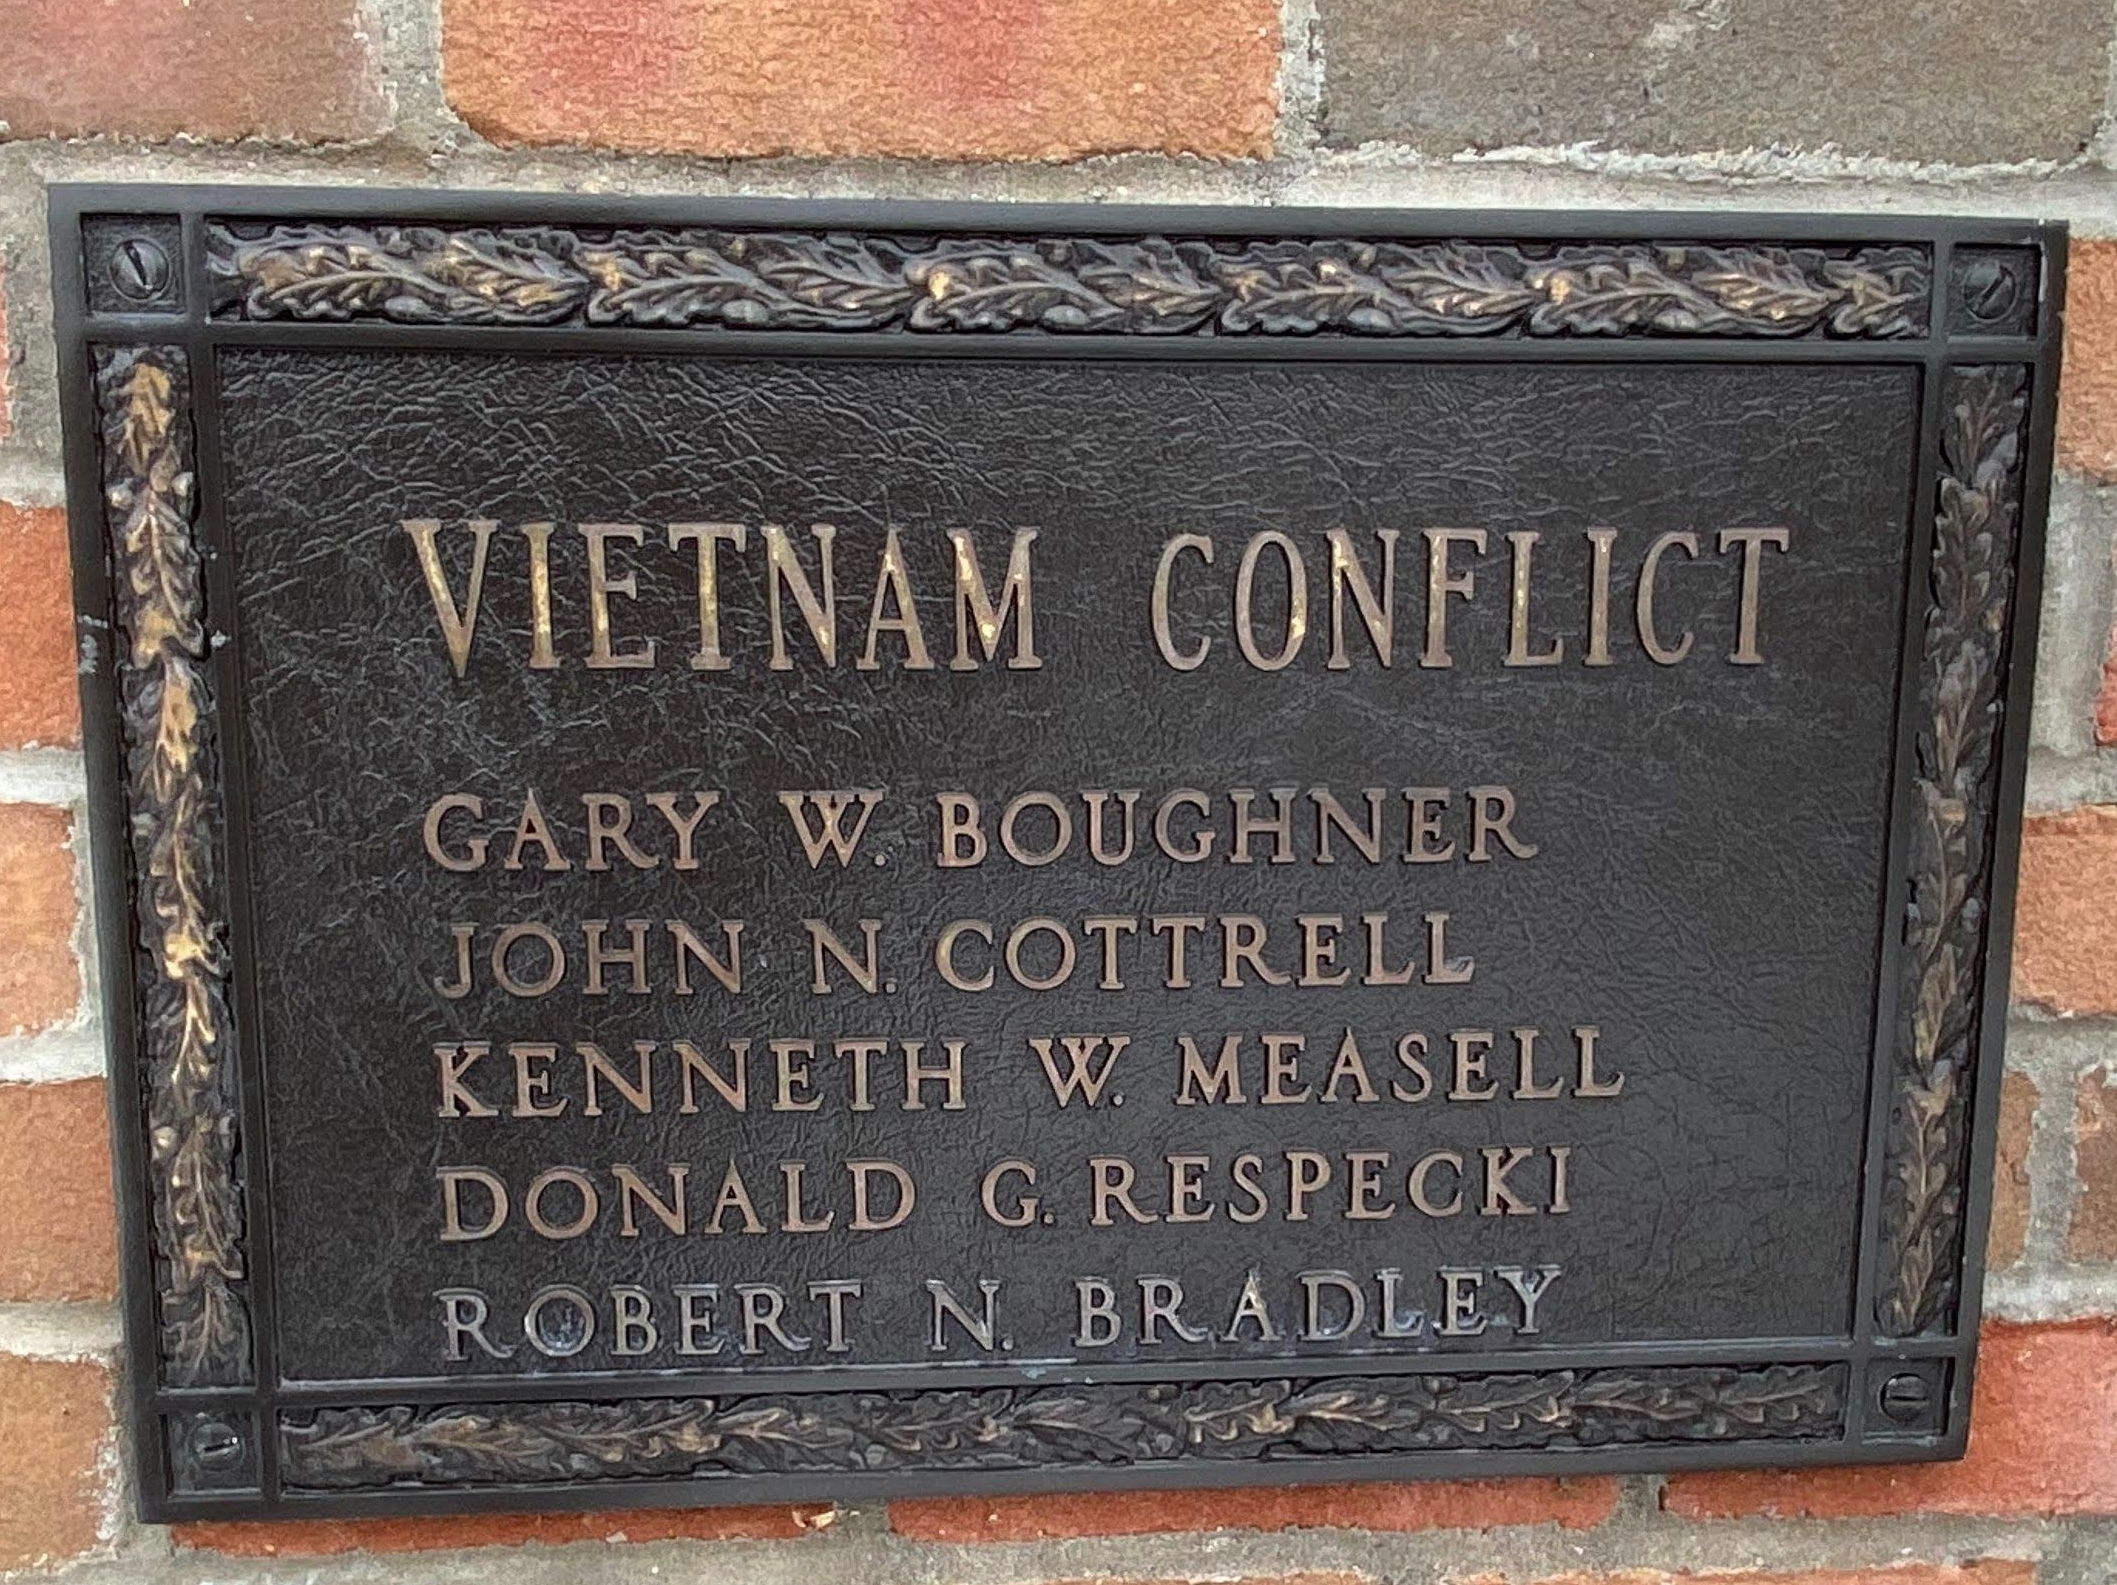 VIETNAM CONFLICT
GARY W. BOUGHNER
JOHN N. COTTRELL
KENNETH W. MEASELL
DONALD G. RESPECKI
ROBERT N. BRADLEY